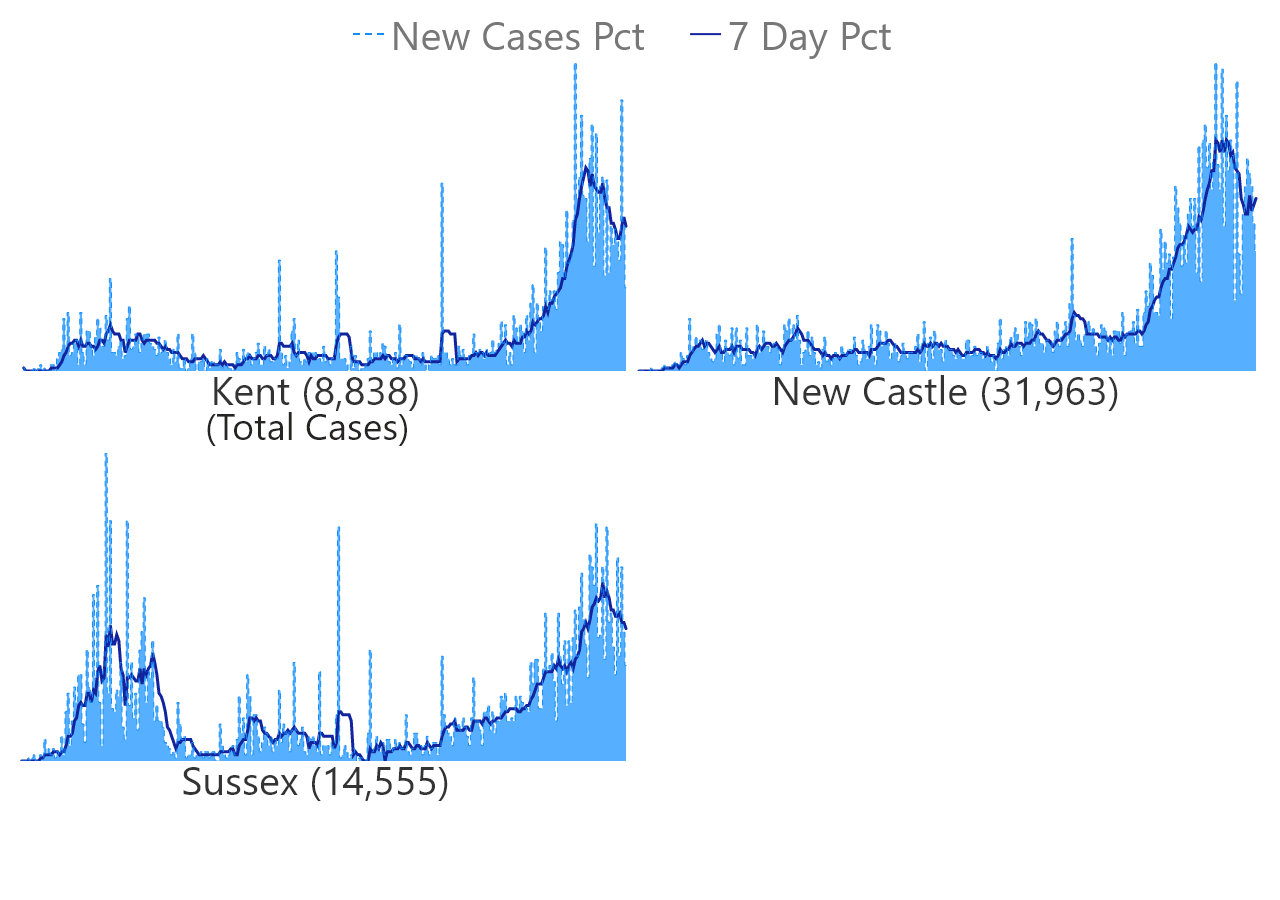 New Cases Pct 7 Day Pct
Kent (8,838)
(Total Cases)
New Castle (31,963)
Sussex (14,555)